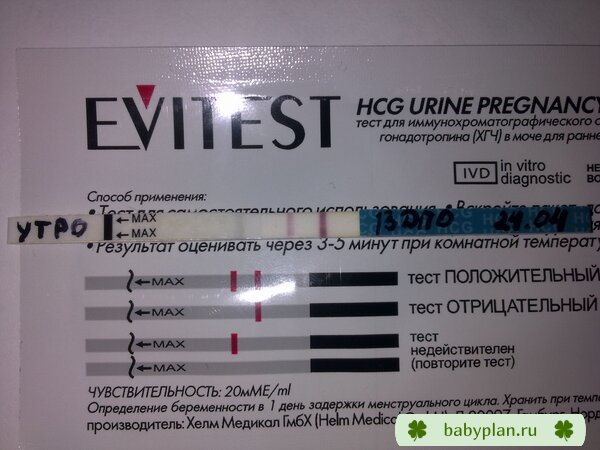 EVITEST
HCG URINE PREGNANCY
тест для иммунохроматографического
гонадотропина (ХГЧ) в моче для ранне
IVD
in vitro
diagnostic
Способ применения:
УТРО
← MAX
← MAX
13 ДПО 24.04
• Результат оценивать через 3-5 минут при комнатной температу
←MAX
тест ПОЛОЖИТЕЛЬНЫЙ
←MAX
тест ОТРИЦАТЕЛЬНЫЙ
←MAX
тест
недействителен
(повторите тест)
←MAX
ЧУВСТВИТЕЛЬНОСТЬ: 20мМЕ/ml
Определение беременности в 1 день задержки менструального цикла. Хранить при темпе
производитель: Хелм Медикал ГмбХ (Helm Medical
babyplan.ru